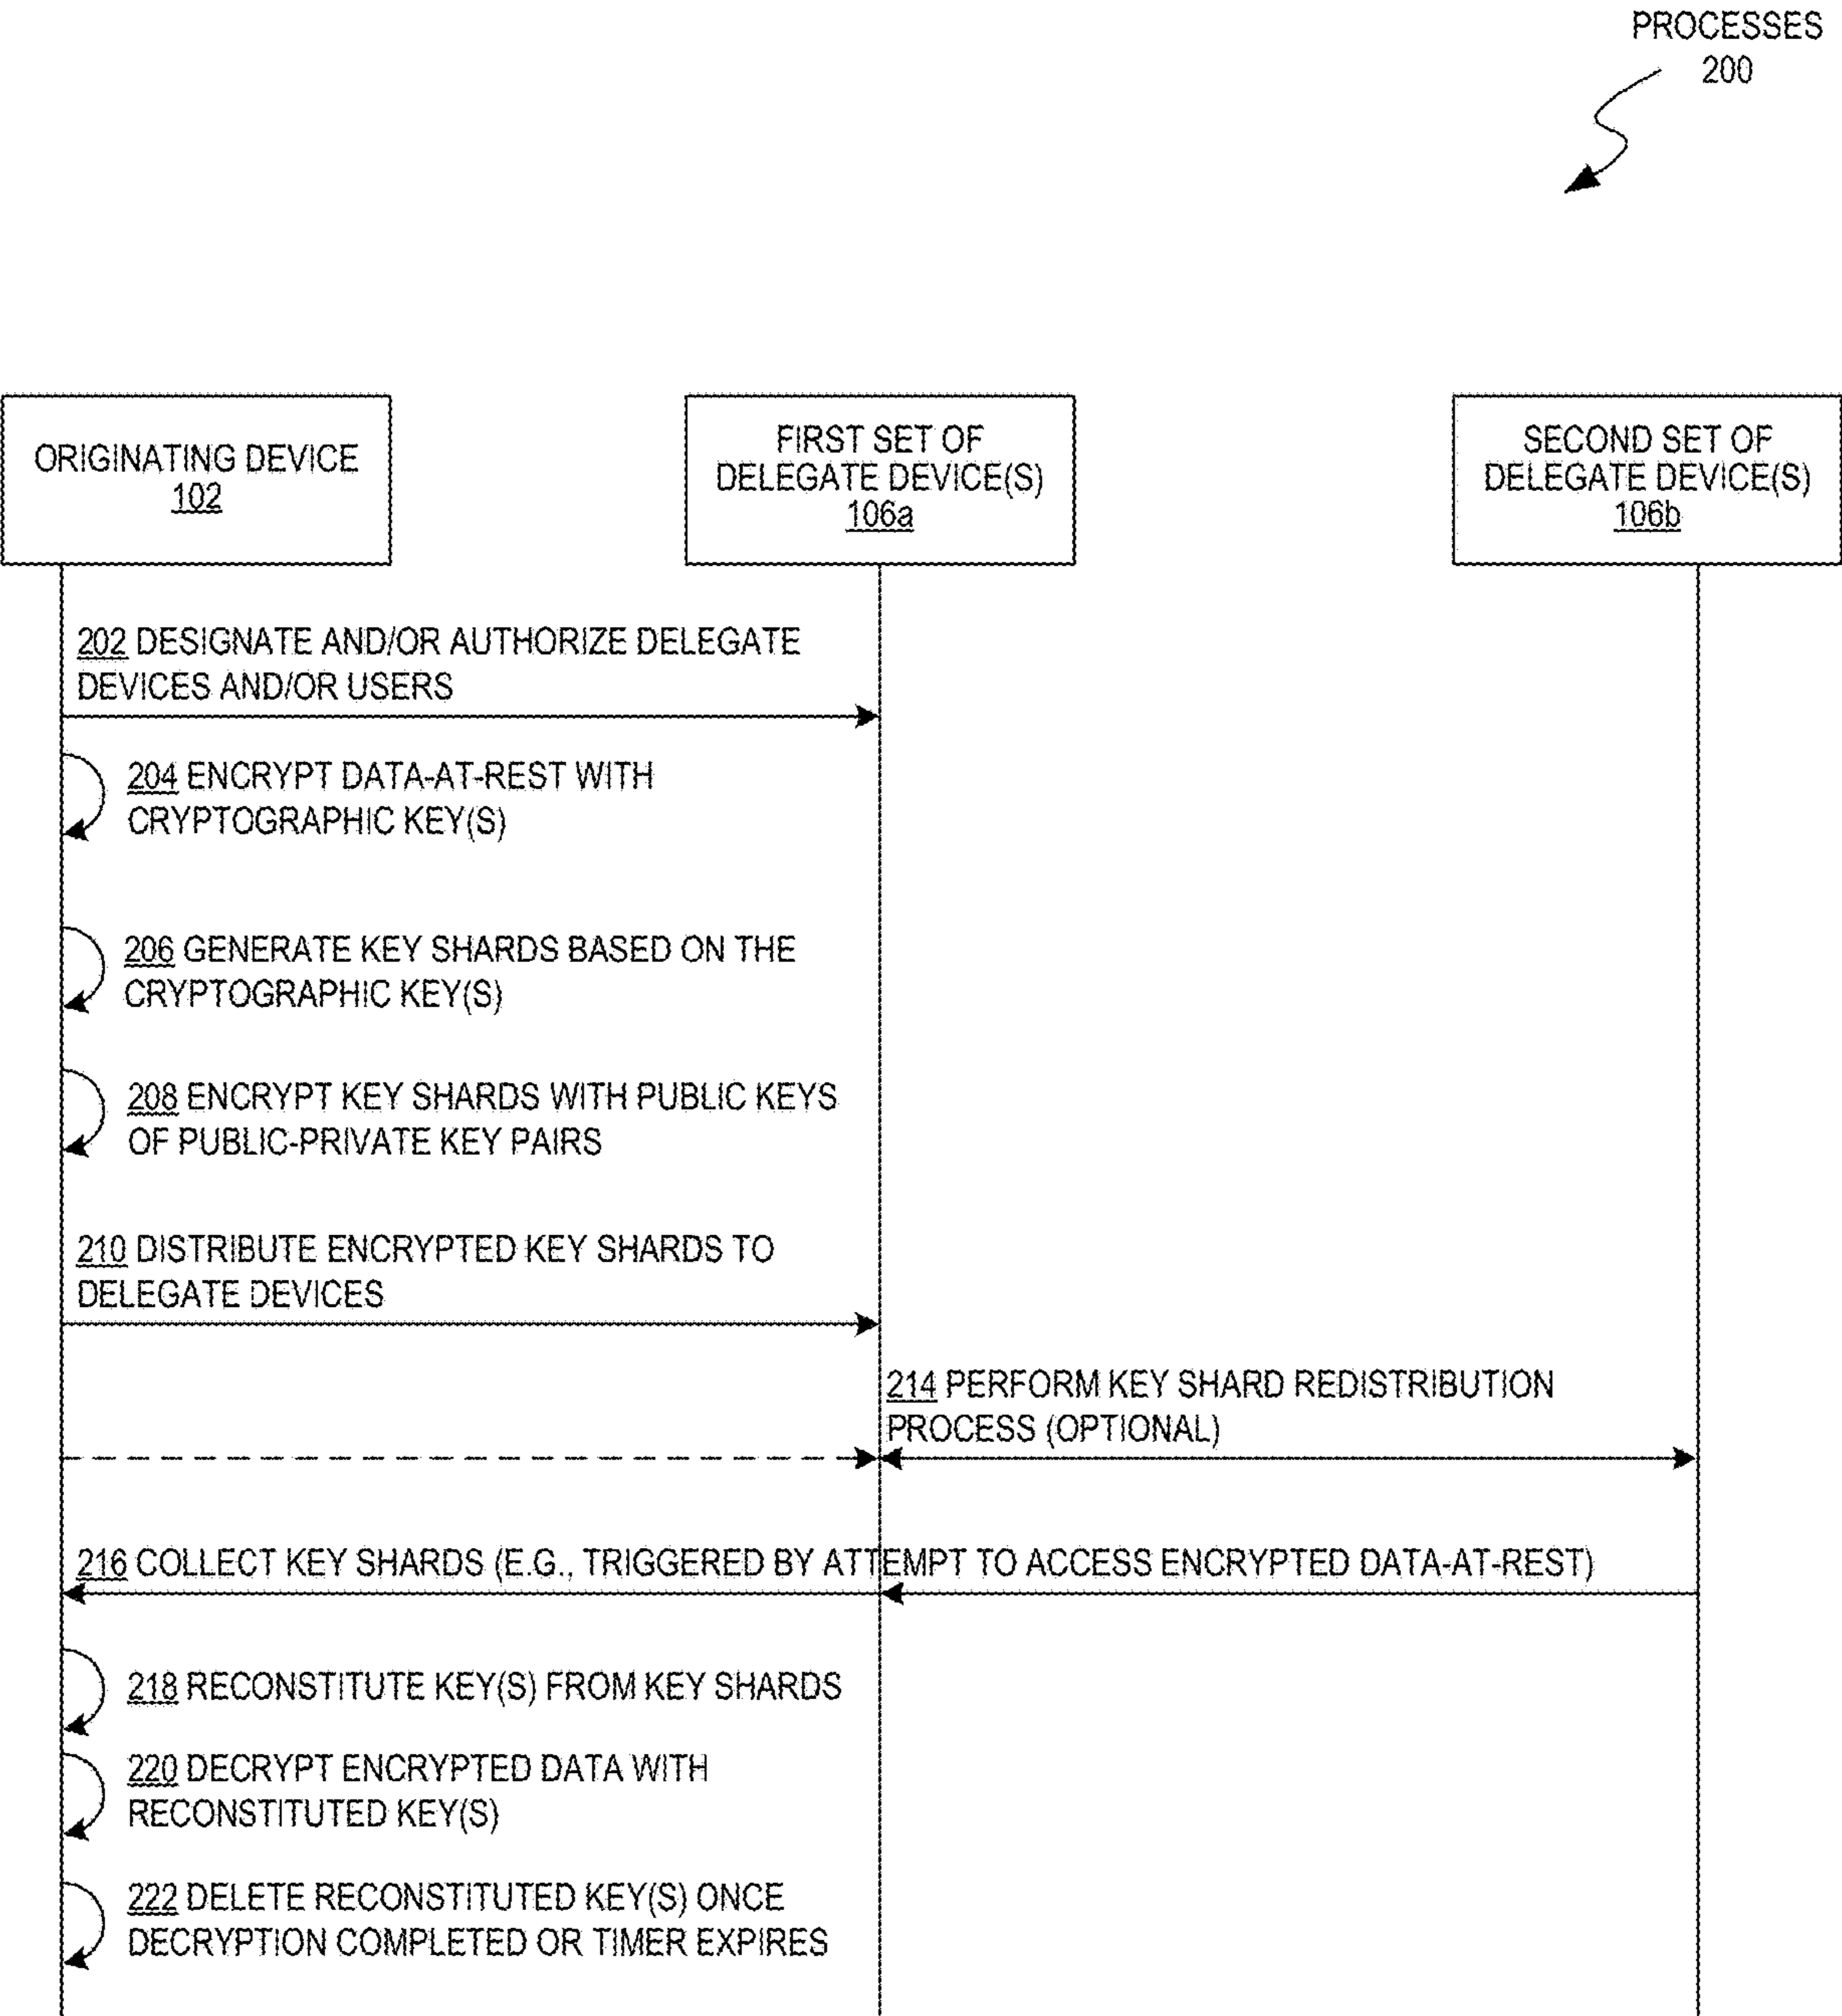 PROCESSES
200
ORIGINATING DEVICE
102
FIRST SET OF
DELEGATE DEVICE(S)
106a
SECOND SET OF
DELEGATE DEVICE(S)
106b
202 DESIGNATE AND/OR AUTHORIZE DELEGATE
DEVICES AND/OR USERS
204 ENCRYPT DATA-AT-REST WITH
CRYPTOGRAPHIC KEY(S)
206 GENERATE KEY SHARDS BASED ON THE
CRYPTOGRAPHIC KEY(S)
208 ENCRYPT KEY SHARDS WITH PUBLIC KEYS
OF PUBLIC-PRIVATE KEY PAIRS
210 DISTRIBUTE ENCRYPTED KEY SHARDS TO
DELEGATE DEVICES
214 PERFORM KEY SHARD REDISTRIBUTION
PROCESS (OPTIONAL)
216 COLLECT KEY SHARDS (E.G., TRIGGERED BY ATTEMPT TO ACCESS ENCRYPTED DATA-AT-REST)
218 RECONSTITUTE KEY(S) FROM KEY SHARDS
220 DECRYPT ENCRYPTED DATA WITH
RECONSTITUTED KEY(S)
222 DELETE RECONSTITUTED KEY(S) ONCE
DECRYPTION COMPLETED OR TIMER EXPIRES